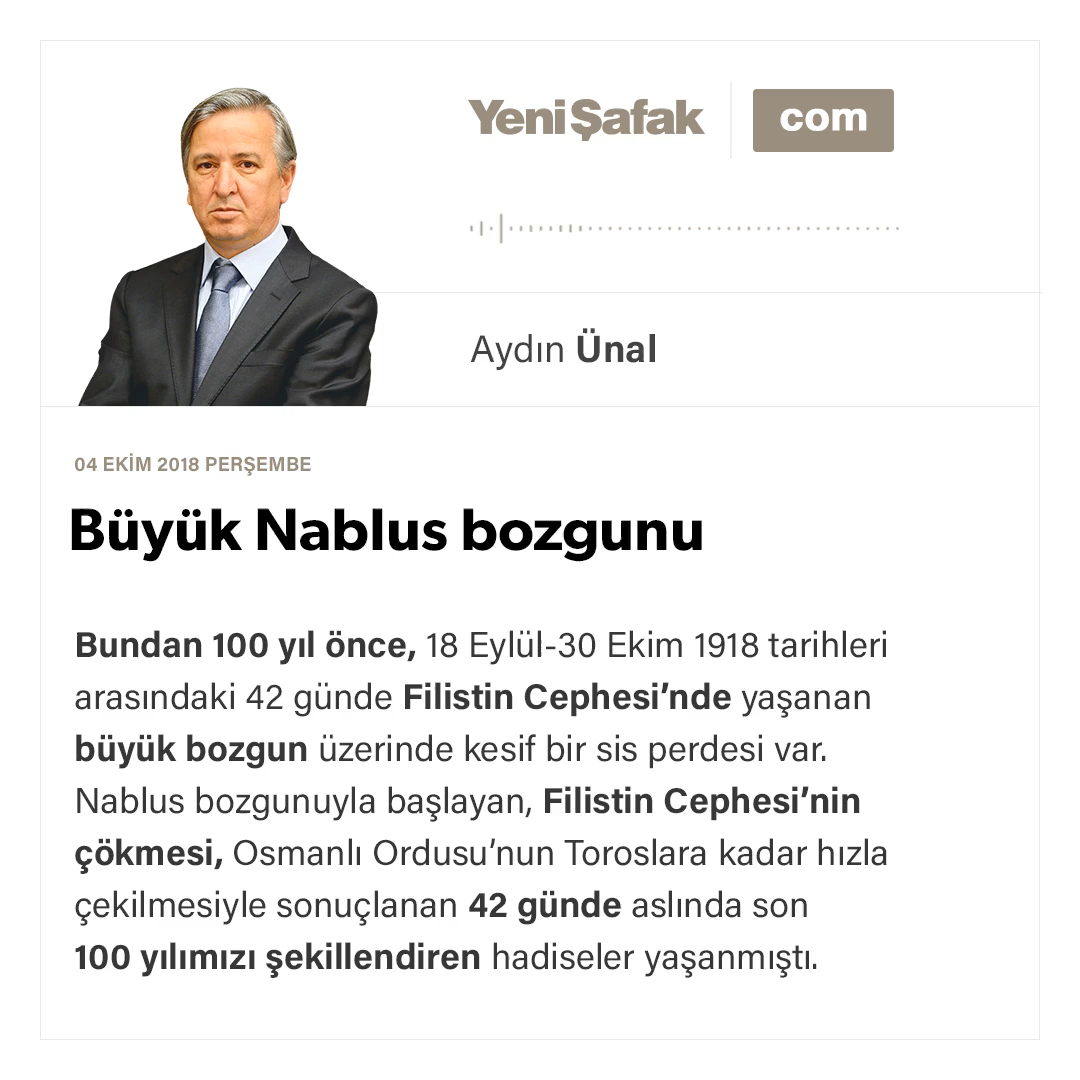 YeniŞafak com
Aydın Ünal
04 EKİM 2018 PERŞEMBE
Büyük Nablus bozgunu
Bundan 100 yıl önce, 18 Eylül-30 Ekim 1918 tarihleri
arasındaki 42 günde Filistin Cephesi’nde yaşanan
büyük bozgun üzerinde kesif bir sis perdesi var.
Nablus bozgunuyla başlayan, Filistin Cephesi’nin
çökmesi, Osmanlı Ordusu’nun Toroslara kadar hızla
çekilmesiyle sonuçlanan 42 günde aslında son
100 yılımızı şekillendiren hadiseler yaşanmıştı.